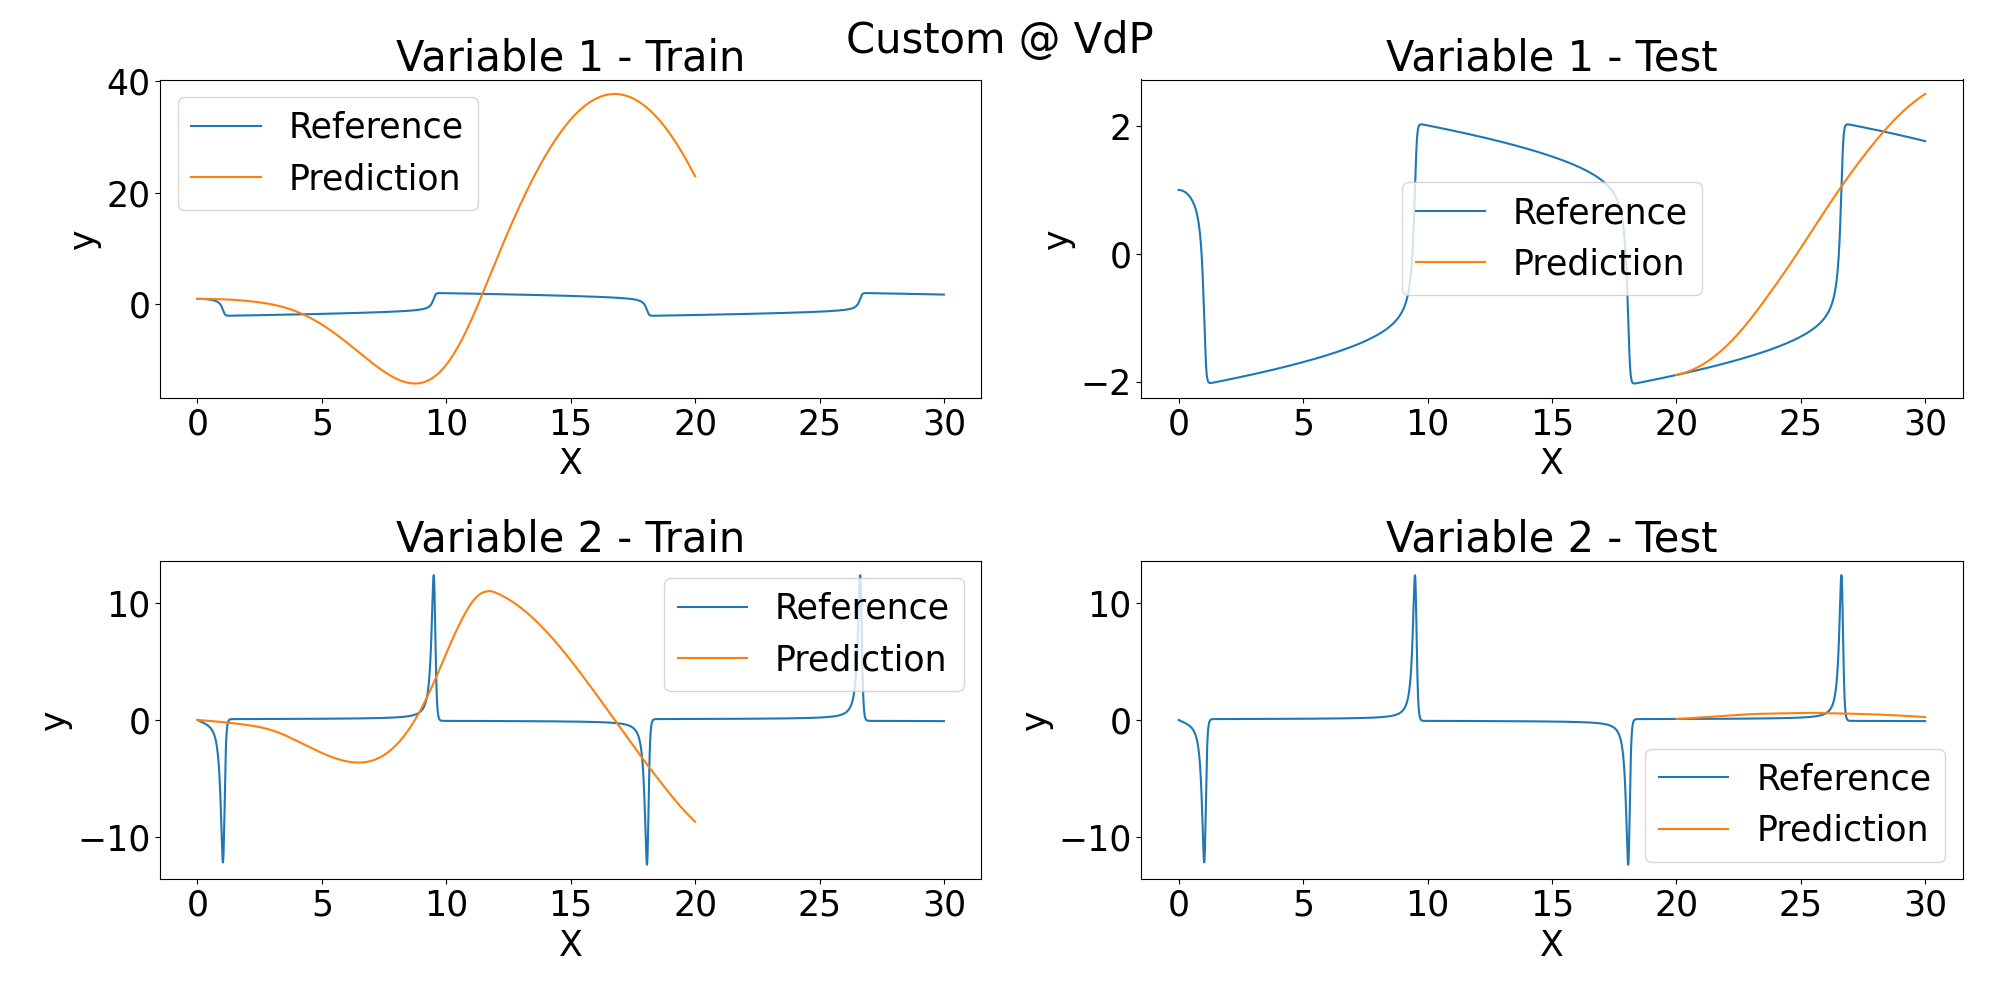 Custom @ VdP
Variable 1 - Train
40
20
0
y
Reference
Prediction
0 5 10 15 20 25 30
X
Variable 1 - Test
2
0
−2
y
Reference
Prediction
0 5 10 15 20 25 30
X
Variable 2 - Train
10
0
−10
y
Reference
Prediction
0 5 10 15 20 25 30
X
Variable 2 - Test
10
0
−10
y
Reference
Prediction
0 5 10 15 20 25 30
X